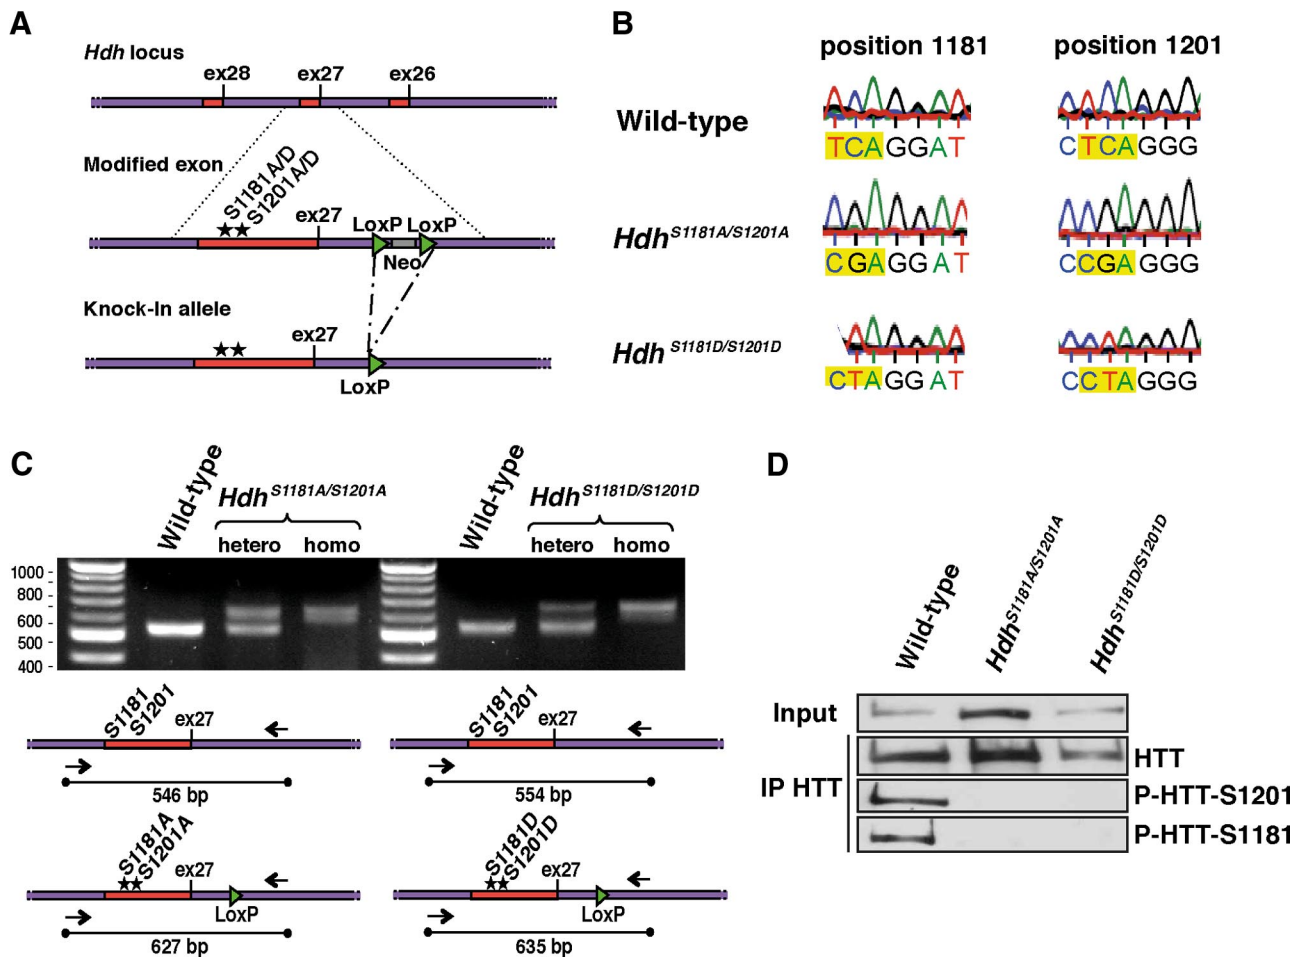 A
Hdh locus
ex28
ex27
ex26
Modified exon
S1181A/D
S1201A/D
ex27
LoxP
LoxP
Neo
Knock-In allele
ex27
LoxP
B
position 1181
position 1201
Wild-type
TCAGGAT
CTCAGGG
Hdh S1181A/S1201A
CGAGGAT
CCGAGGG
Hdh S1181D/S1201D
CTAGGAT
CCTAGGG
C
Wild-type
Hdh S1181A/S1201A
hetero
homo
Wild-type
Hdh S1181D/S1201D
hetero
homo
1000 -
800 -
600 -
500 -
400 -
S1181
S1201
ex27
546 bp
S1181
S1201
ex27
554 bp
S1181A
S1201A
ex27
LoxP
627 bp
S1181D
S1201D
ex27
LoxP
635 bp
D
Wild-type
Hdh S1181A/S1201A
Hdh S1181D/S1201D
Input
IP HTT
HTT
P-HTT-S1201
P-HTT-S1181